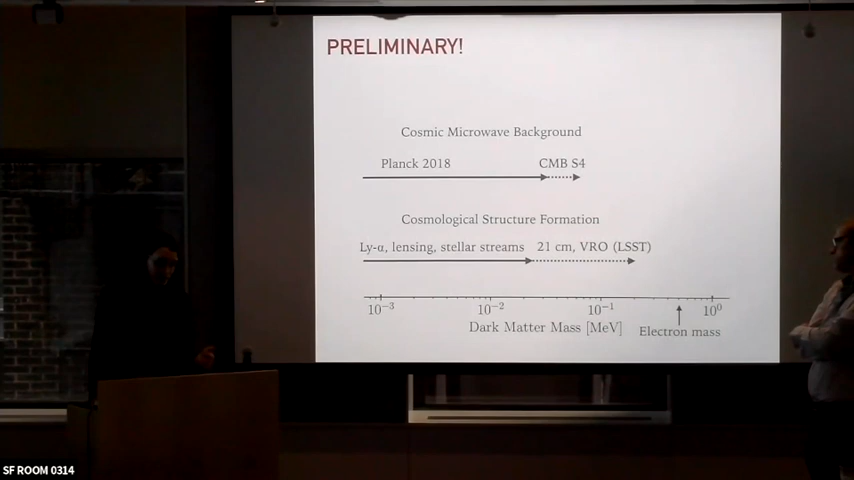 PRELIMINARY!
Cosmic Microwave Background
Planck 2018 CMB S4
Cosmological Structure Formation
Ly-α, lensing, stellar streams 21 cm, VRO (LSST)
10⁻³ 10⁻² 10⁻¹ 10⁰
Dark Matter Mass [MeV] Electron mass
SF ROOM 0314